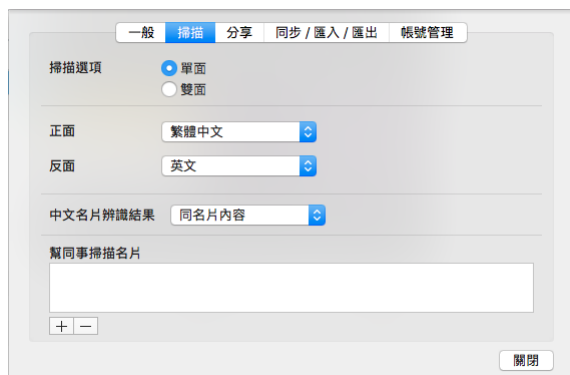 一般 掃描 分享 同步 / 匯入 / 匯出 帳號管理
掃描選項 單面
雙面
正面 繁體中文
反面 英文
中文名片辨識結果 同名片內容
幫同事掃描名片
+ −
關閉